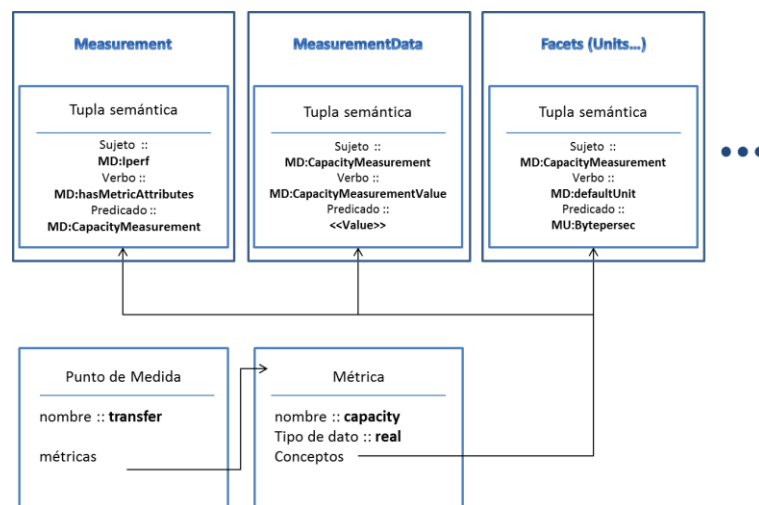 Measurement
Tupla semántica
Sujeto ::
MD:Iperf
Verbo ::
MD:hasMetricAttributes
Predicado ::
MD:CapacityMeasurement
MeasurementData
Tupla semántica
Sujeto ::
MD:CapacityMeasurement
Verbo ::
MD:CapacityMeasurementValue
Predicado ::
<<Value>>
Facets (Units...)
Tupla semántica
Sujeto ::
MD:CapacityMeasurement
Verbo ::
MD:defaultUnit
Predicado ::
MU:Bytepersec
Punto de Medida
nombre :: transfer
métricas
Métrica
nombre :: capacity
Tipo de dato :: real
Conceptos